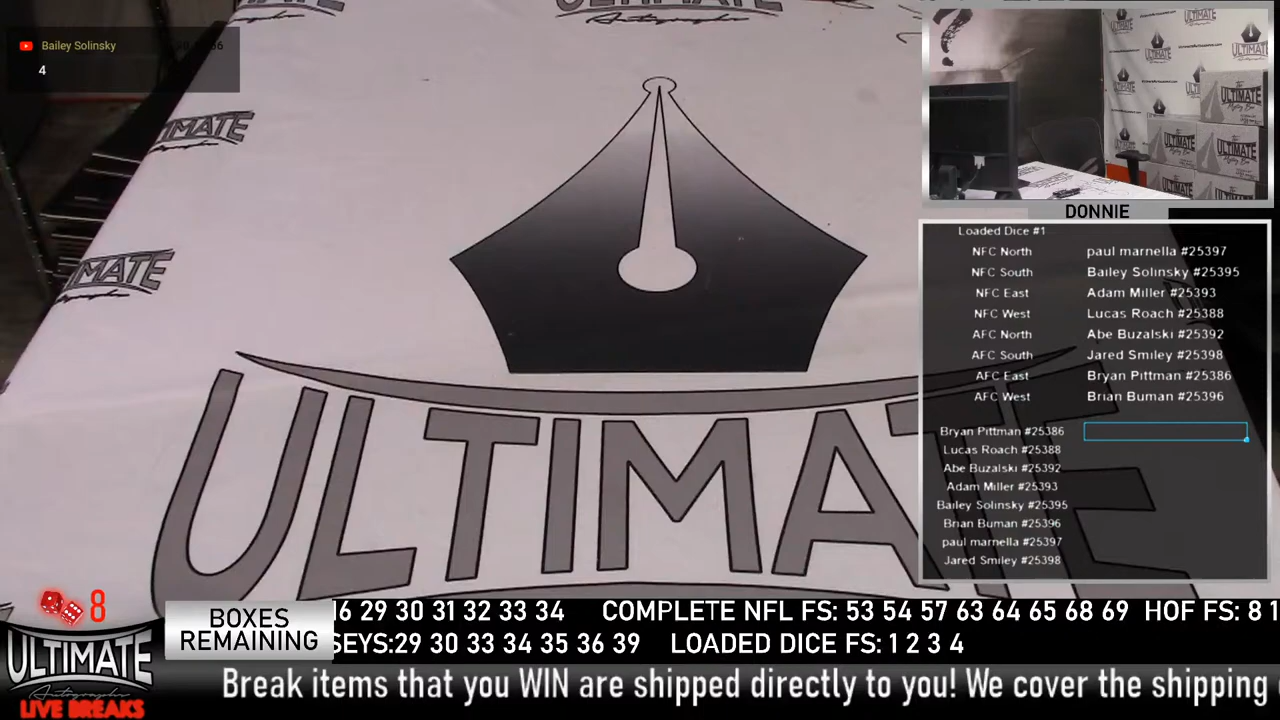 Bailey Solinsky
4
ULTIMATE
DONNIE
Loaded Dice #1
NFC North paul marnella #25397
NFC South Bailey Solinsky #25395
NFC East Adam Miller #25393
NFC West Lucas Roach #25388
AFC North Abe Buzalski #25392
AFC South Jared Smiley #25398
AFC East Bryan Pittman #25386
AFC West Brian Buman #25396
Bryan Pittman #25386
Lucas Roach #25388
Abe Buzalski #25392
Adam Miller #25393
Bailey Solinsky #25395
Brian Buman #25396
paul marnella #25397
Jared Smiley #25398
8
ULTIMATE
Autographs
LIVE BREAKS
BOXES
REMAINING
16 29 30 31 32 33 34 COMPLETE NFL FS: 53 54 57 63 64 65 68 69 HOF FS: 8 1
SEYS:29 30 33 34 35 36 39 LOADED DICE FS: 1 2 3 4
Break items that you WIN are shipped directly to you! We cover the shipping